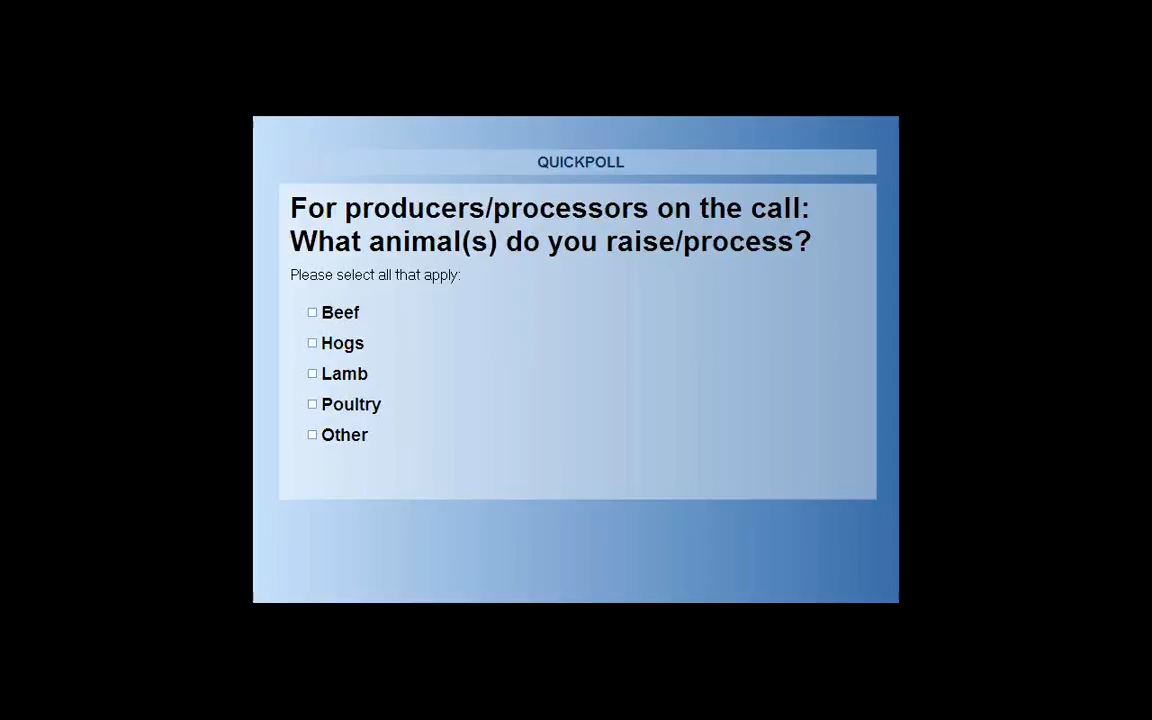 QUICKPOLL
For producers/processors on the call:
What animal(s) do you raise/process?
Please select all that apply:
Beef
Hogs
Lamb
Poultry
Other